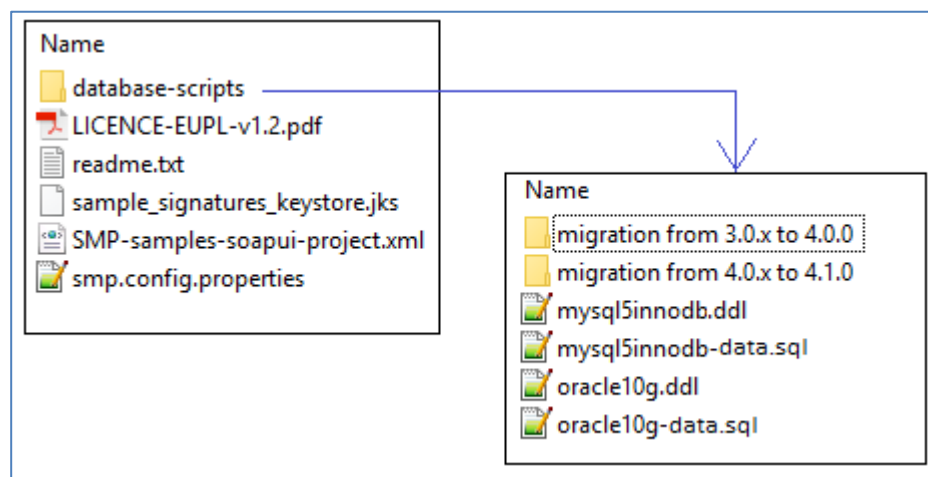 Name
database-scripts
LICENCE-EUPL-v1.2.pdf
readme.txt
sample_signatures_keystore.jks
SMP-samples-soapui-project.xml
smp.config.properties
Name
migration from 3.0.x to 4.0.0
migration from 4.0.x to 4.1.0
mysql5innodb.ddl
mysql5innodb-data.sql
oracle10g.ddl
oracle10g-data.sql